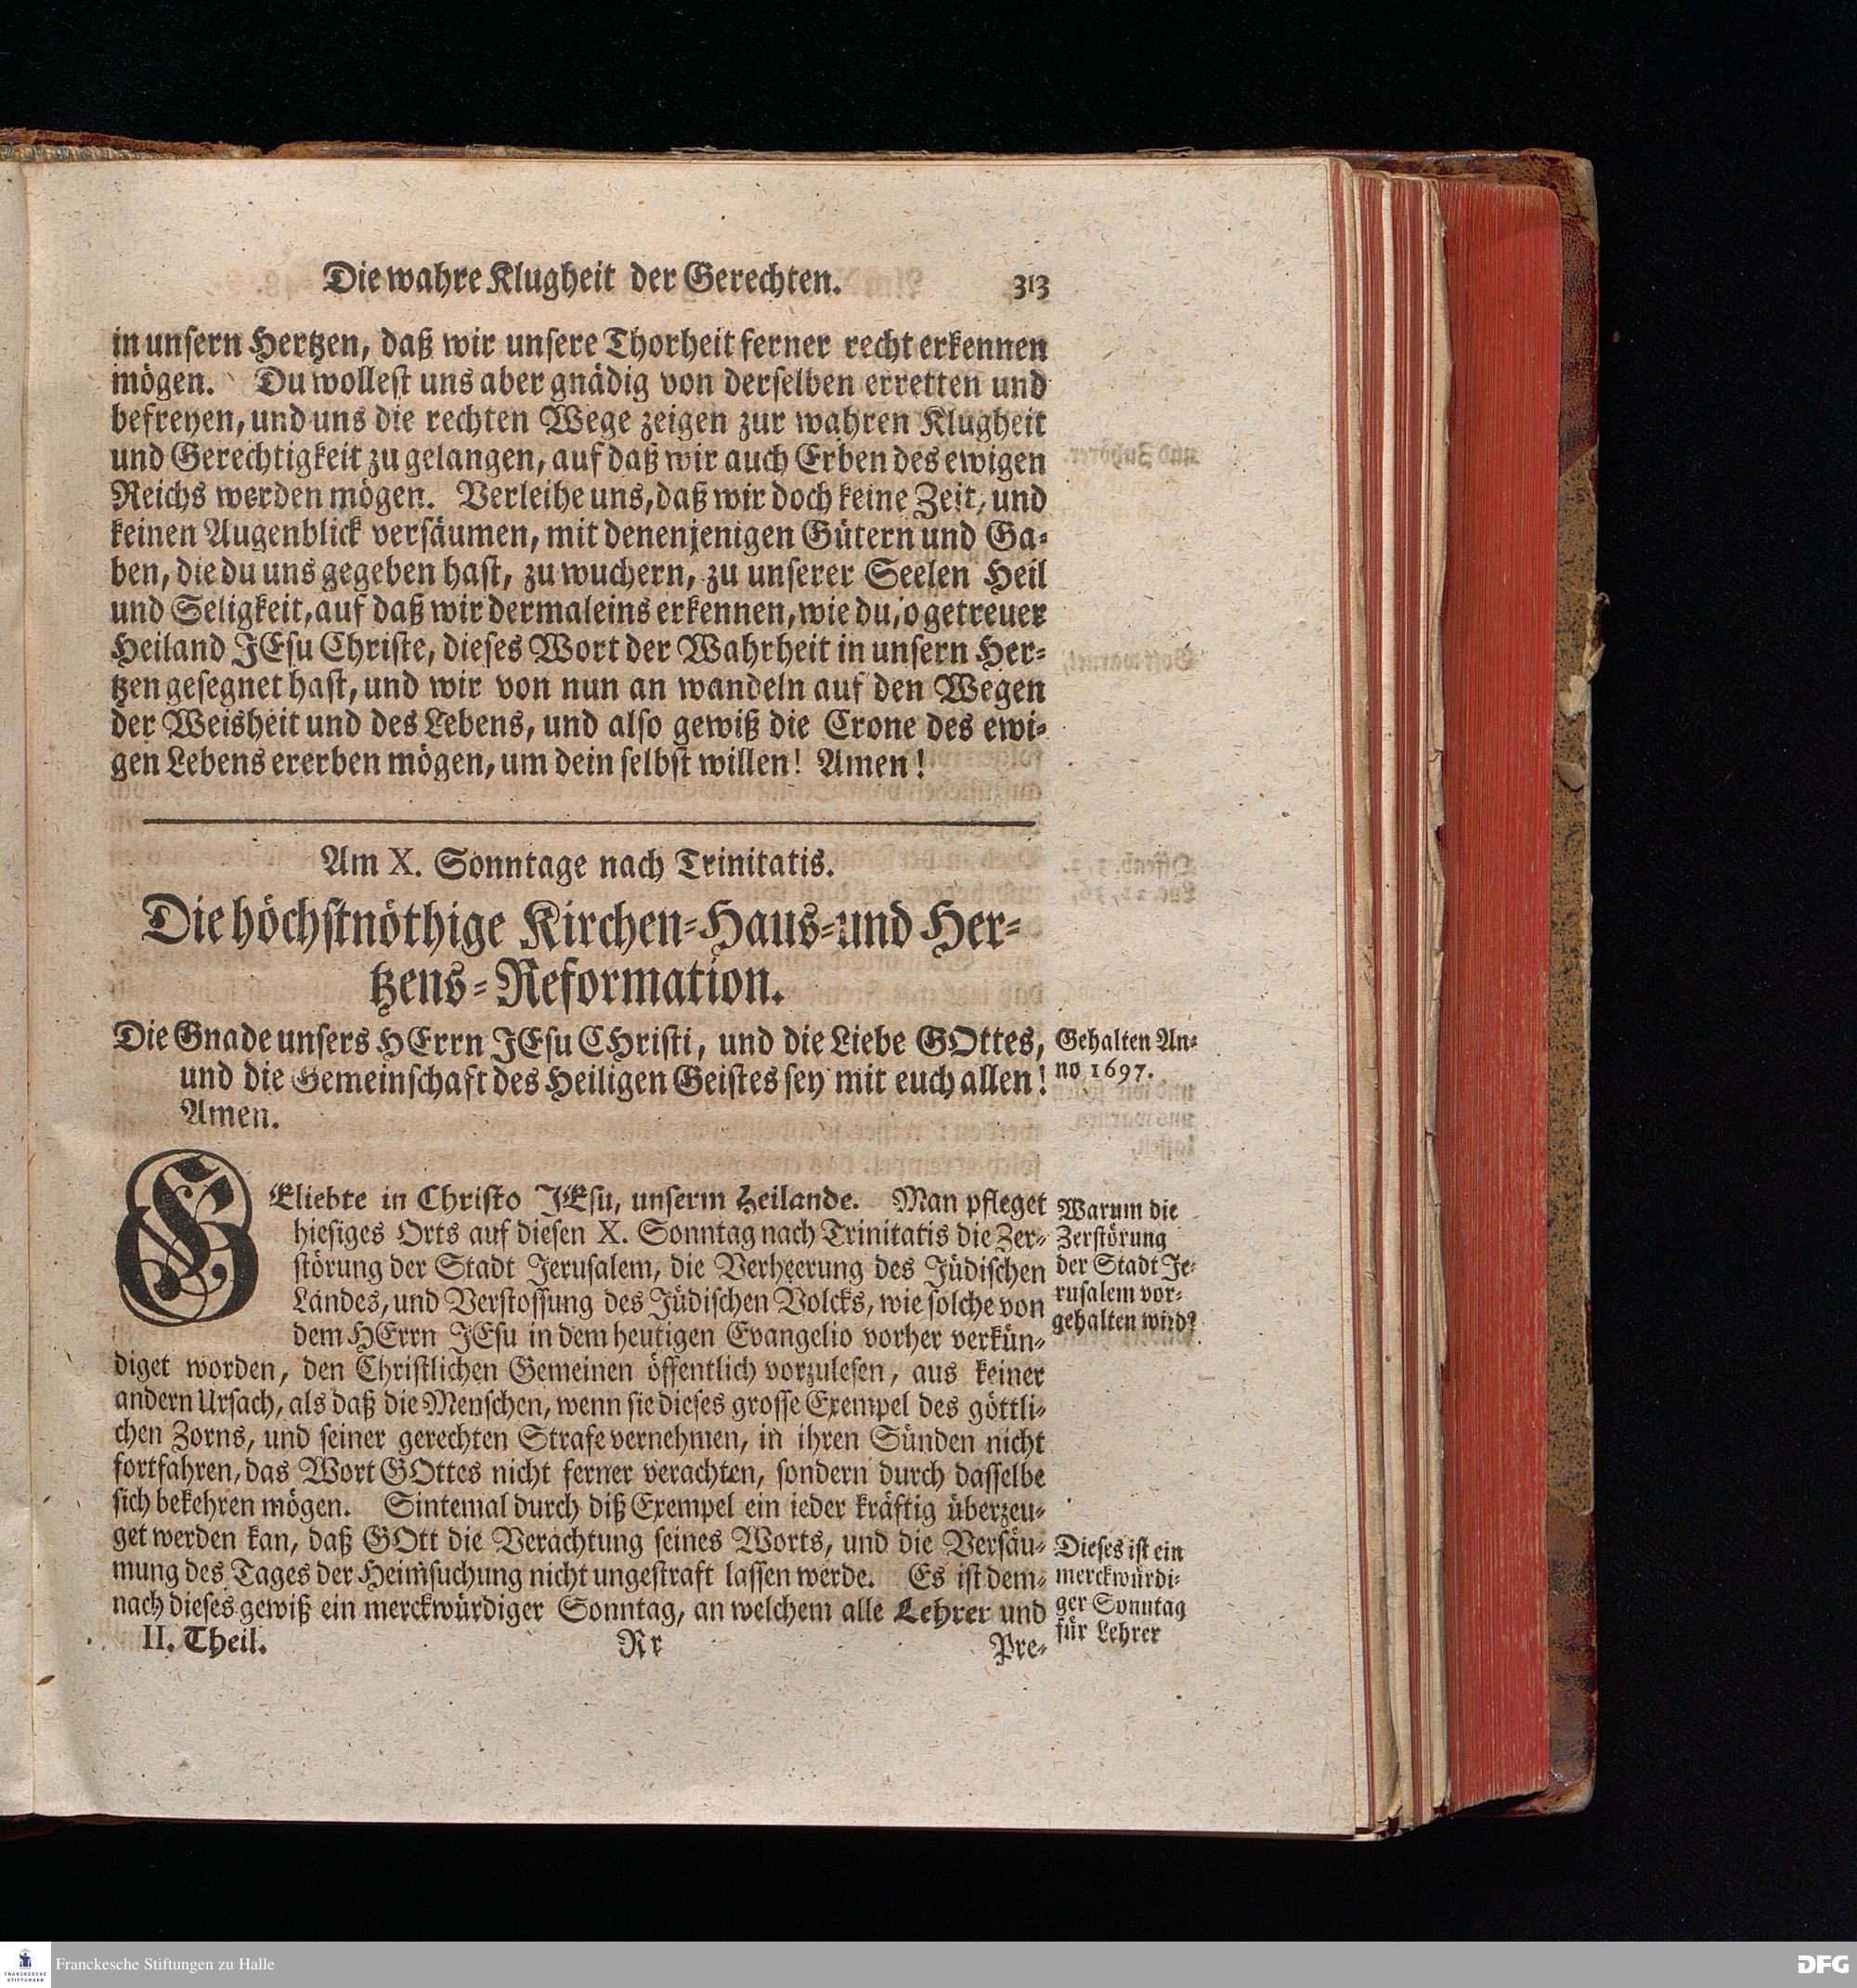 Die wahre Klugheit der Gerechten. 313
in unsern Hertzen, daß wir unsere Thorheit ferner recht erkennen
mögen. Du wollest uns aber gnädig von derselben erretten und
befreyen, und uns die rechten Wege zeigen zur wahren Klugheit
und Gerechtigkeit zu gelangen, auf daß wir auch Erben des ewigen
Reichs werden mögen. Verleihe uns, daß wir doch keine Zeit, und
keinen Augenblick versäumen, mit denenjenigen Gütern und Ga-
ben, die du uns gegeben hast, zu wuchern, zu unserer Seelen Heil
und Seligkeit, auf daß wir dermaleins erkennen, wie du, o getreuer
Heiland JEsu Christe, dieses Wort der Wahrheit in unsern Her-
tzen gesegnet hast, und wir von nun an wandeln auf den Wegen
der Weisheit und des Lebens, und also gewiß die Crone des ewi-
gen Lebens ererben mögen, um dein selbst willen! Amen!
Am X. Sonntage nach Trinitatis.
Die höchstnöthige Kirchen-Haus-und Her-
tzens-Reformation.
Die Gnade unsers HErrn JEsu CHristi, und die Liebe GOttes,
und die Gemeinschaft des Heiligen Geistes sey mit euch allen!
Amen.
Gehalten An-
no 1697.
GEliebte in Christo JEsu, unserm Heilande. Man pfleget
hiesiges Orts auf diesen X. Sonntag nach Trinitatis die Zer-
störung der Stadt Jerusalem, die Verheerung des Jüdischen
Landes, und Verstossung des Jüdischen Volcks, wie solche von
dem HErrn JEsu in dem heutigen Evangelio vorher verkün-
diget worden, den Christlichen Gemeinen öffentlich vorzulesen, aus keiner
andern Ursach, als daß die Menschen, wenn sie dieses grosse Exempel des göttli-
chen Zorns, und seiner gerechten Strafe vernehmen, in ihren Sünden nicht
fortfahren, das Wort GOttes nicht ferner verachten, sondern durch dasselbe
sich bekehren mögen. Sintemal durch diß Exempel ein ieder kräftig überzeu-
get werden kan, daß GOtt die Verachtung seines Worts, und die Versäu-
mung des Tages der Heimsuchung nicht ungestraft lassen werde. Es ist dem-
nach dieses gewiß ein merckwürdiger Sonntag, an welchem alle Lehrer und
Warum die
Zerstörung
der Stadt Je-
rusalem vor-
gehalten wird?
Dieses ist ein
merckwürdi-
ger Sonntag
für Lehrer
II. Theil. Rr Pre-
FRANCKESCHE
STIFTUNGEN
Franckesche Stiftungen zu Halle
DFG